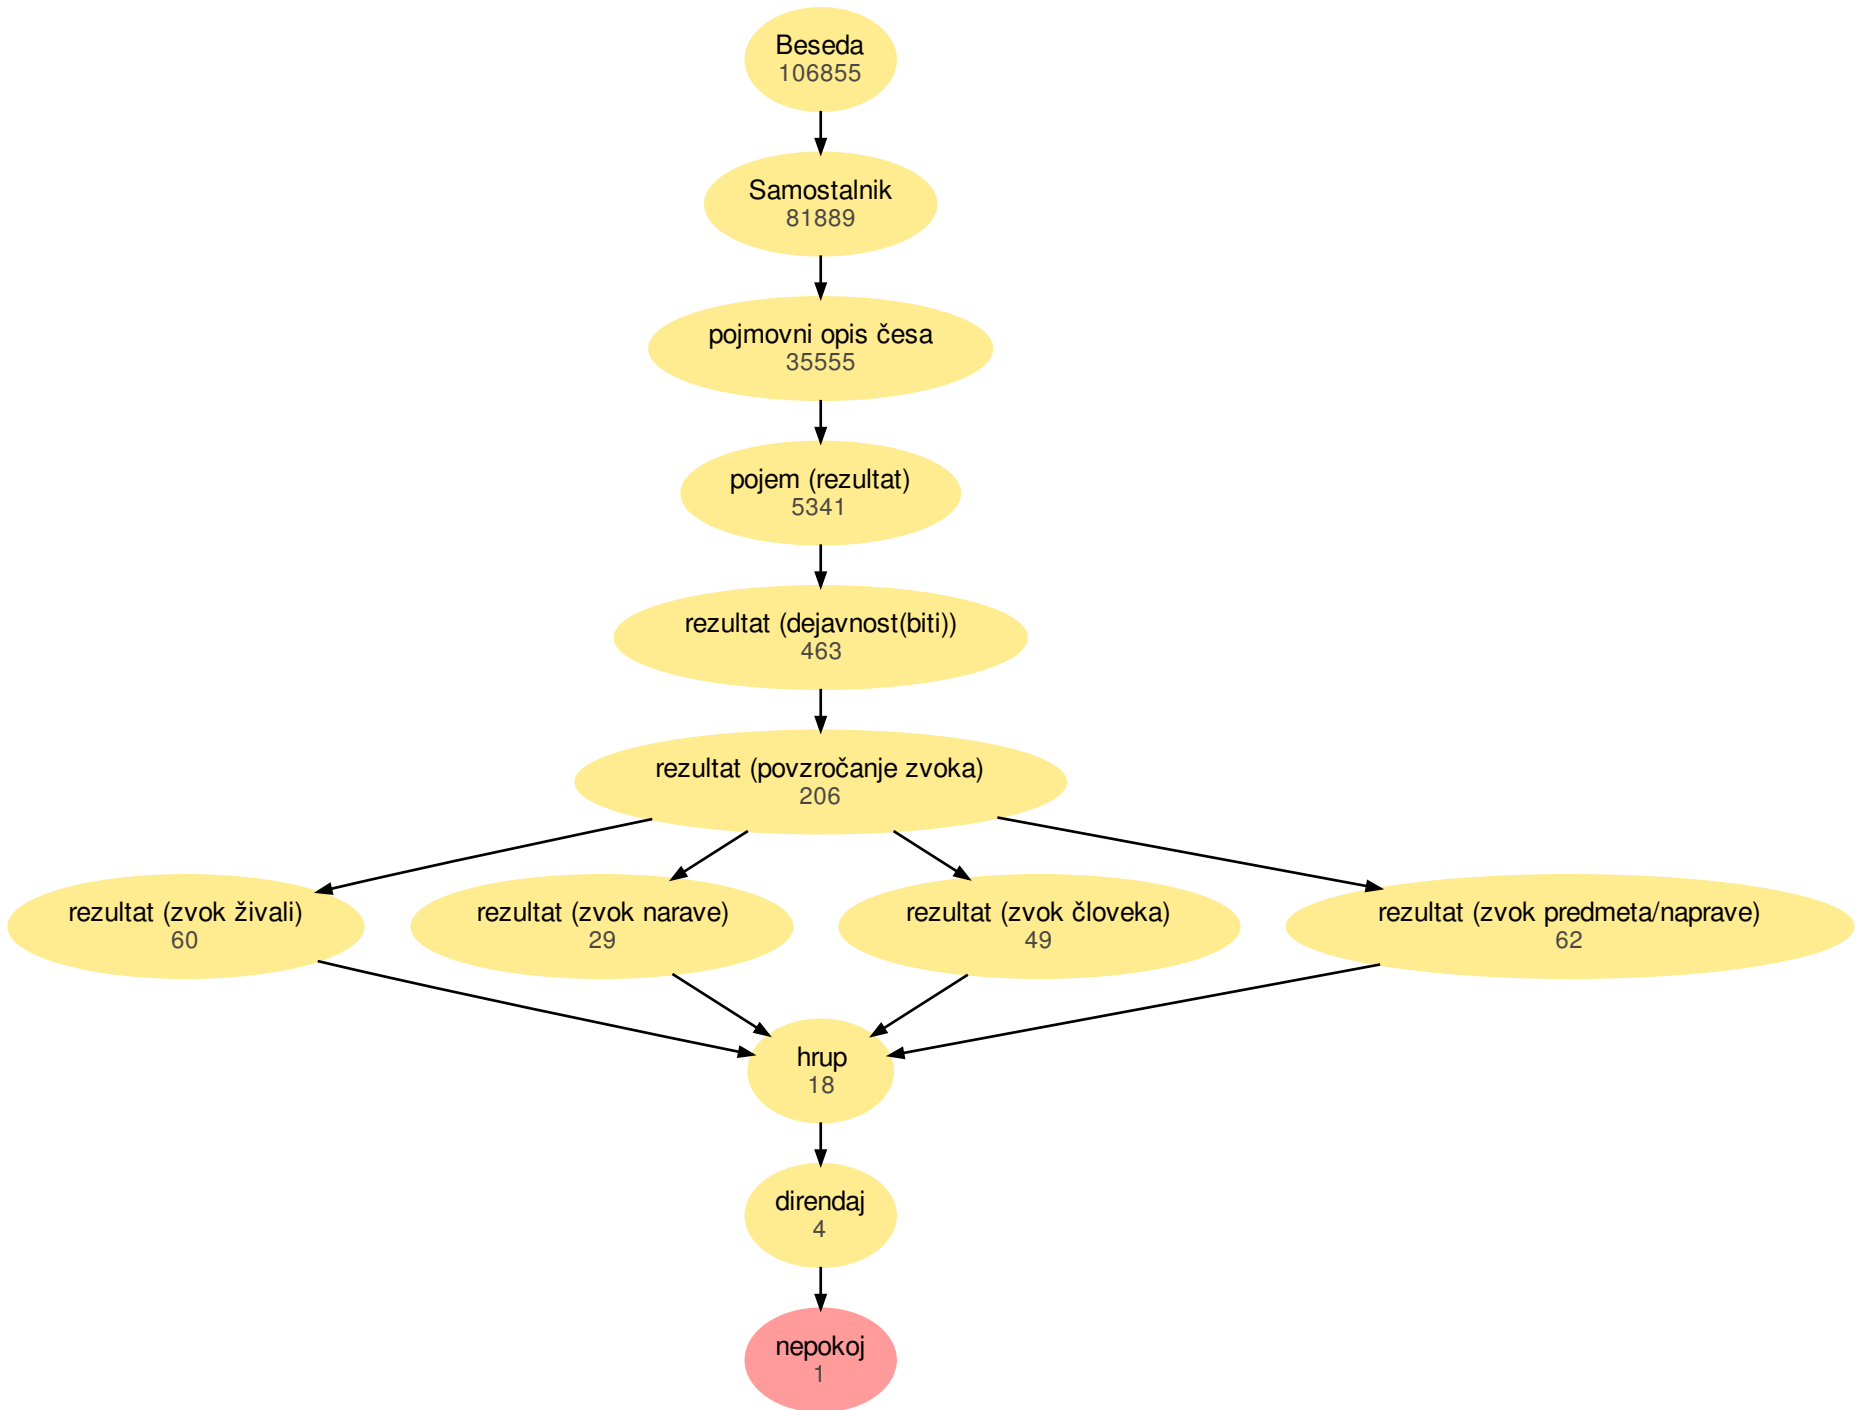 Beseda
106855
Samostalnik
81889
pojmovni opis česa
35555
pojem (rezultat)
5341
rezultat (dejavnost(biti))
463
rezultat (povzročanje zvoka)
206
rezultat (zvok živali)
60
rezultat (zvok narave)
29
rezultat (zvok človeka)
49
rezultat (zvok predmeta/naprave)
62
hrup
18
direndaj
4
nepokoj
1